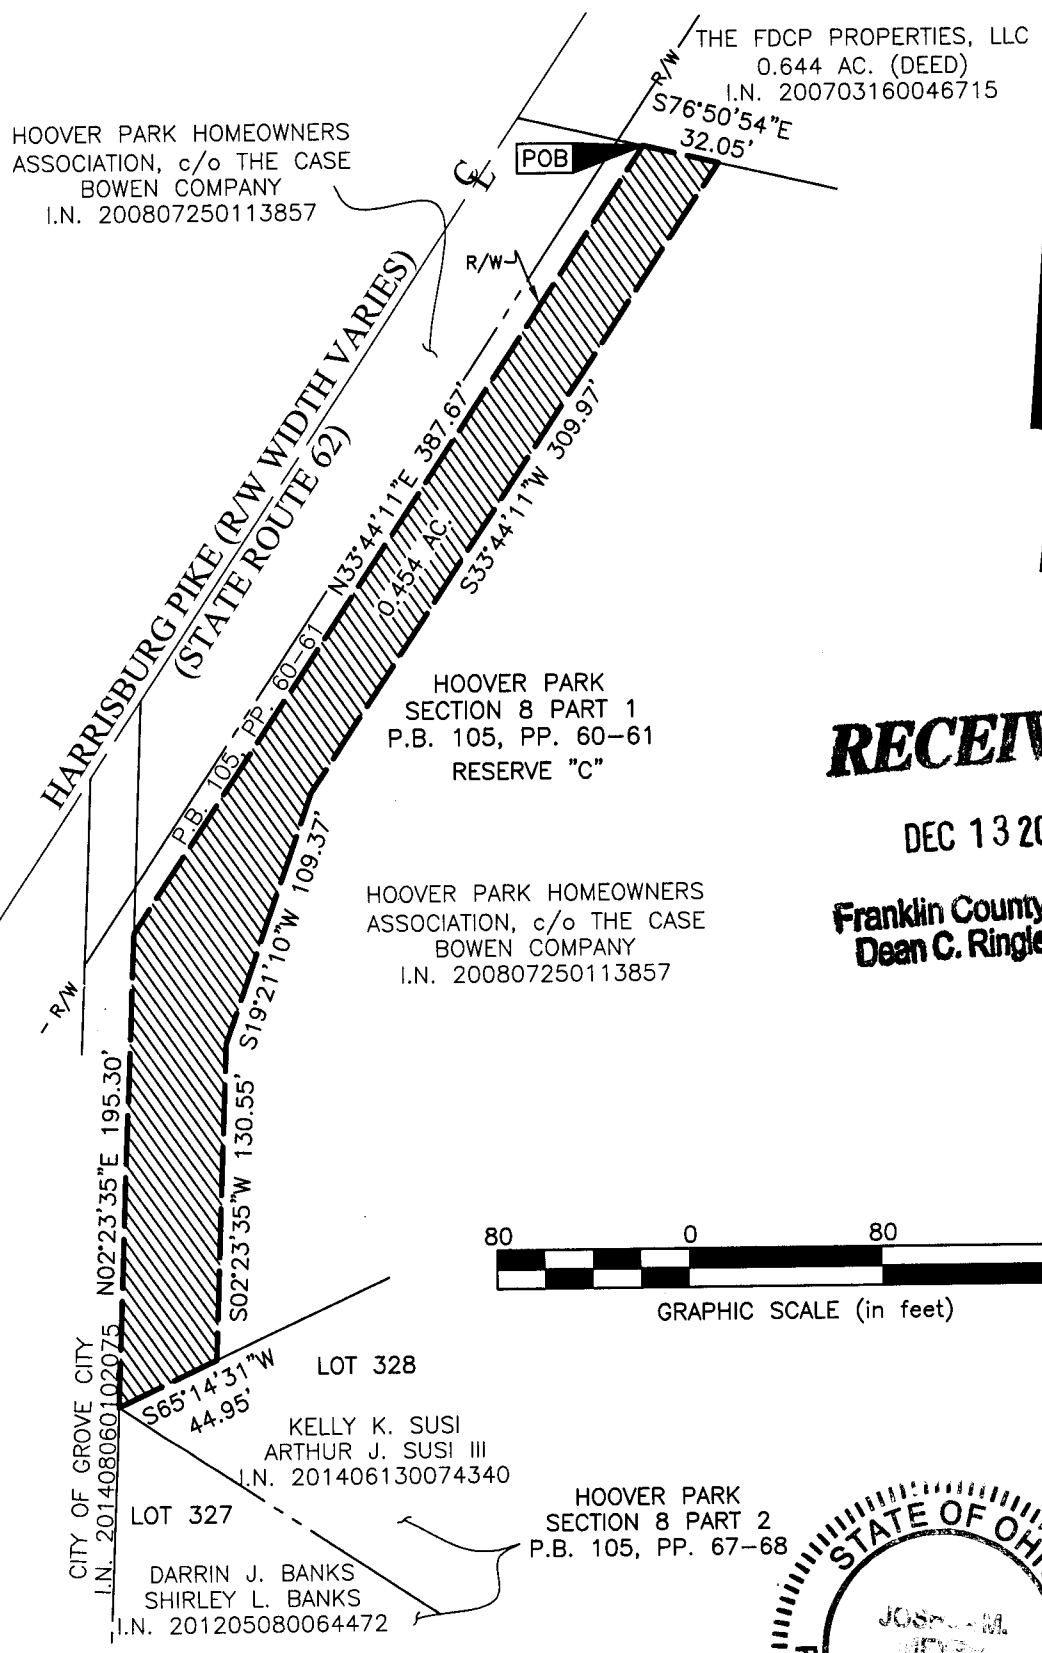 THE FDCP PROPERTIES, LLC
0.644 AC. (DEED)
I.N. 200703160046715
R/W
S76°50'54"E
32.05'
HOOVER PARK HOMEOWNERS
ASSOCIATION, c/o THE CASE
BOWEN COMPANY
I.N. 200807250113857
POB
CL
R/W
HARRISBURG PIKE (R/W WIDTH VARIES)
(STATE ROUTE 62)
N33°44'11"E 387.67'
0.454 AC.
S33°44'11"W 309.97'
P.B. 105, PP. 60-61
HOOVER PARK
SECTION 8 PART 1
P.B. 105, PP. 60-61
RESERVE "C"
RECEIV
DEC 13 20
Franklin County
Dean C. Ringle
S19°21'10"W 109.37'
HOOVER PARK HOMEOWNERS
ASSOCIATION, c/o THE CASE
BOWEN COMPANY
I.N. 200807250113857
R/W
N02°23'35"E 195.30'
S02°23'35"W 130.55'
80 0 80
GRAPHIC SCALE (in feet)
S65°14'31"W
44.95'
LOT 328
KELLY K. SUSI
ARTHUR J. SUSI III
I.N. 201406130074340
CITY OF GROVE CITY
I.N. 201408060102075
LOT 327
DARRIN J. BANKS
SHIRLEY L. BANKS
I.N. 201205080064472
HOOVER PARK
SECTION 8 PART 2
P.B. 105, PP. 67-68
STATE OF OHI
M.